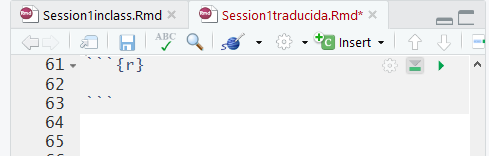 Session1inclass.Rmd Session1traducida.Rmd*
ABC Insert
61 ```{r}
62
63 ```
64
65